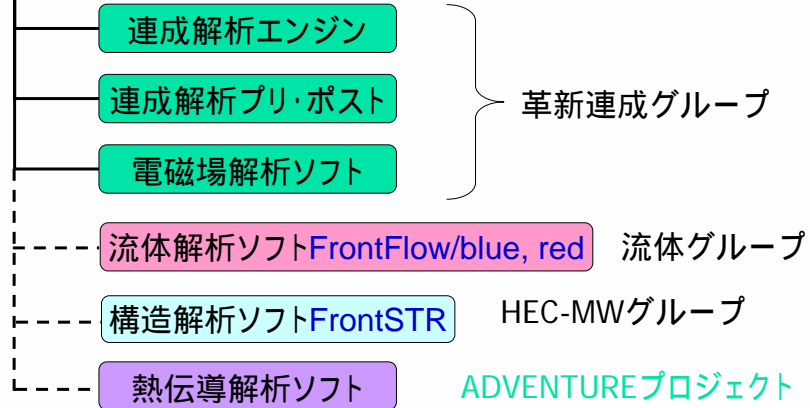 連成解析エンジン
連成解析プリ・ポスト
革新連成グループ
電磁場解析ソフト
流体解析ソフトFrontFlow/blue, red 流体グループ
構造解析ソフトFrontSTR HEC-MWグループ
熱伝導解析ソフト ADVENTUREプロジェクト